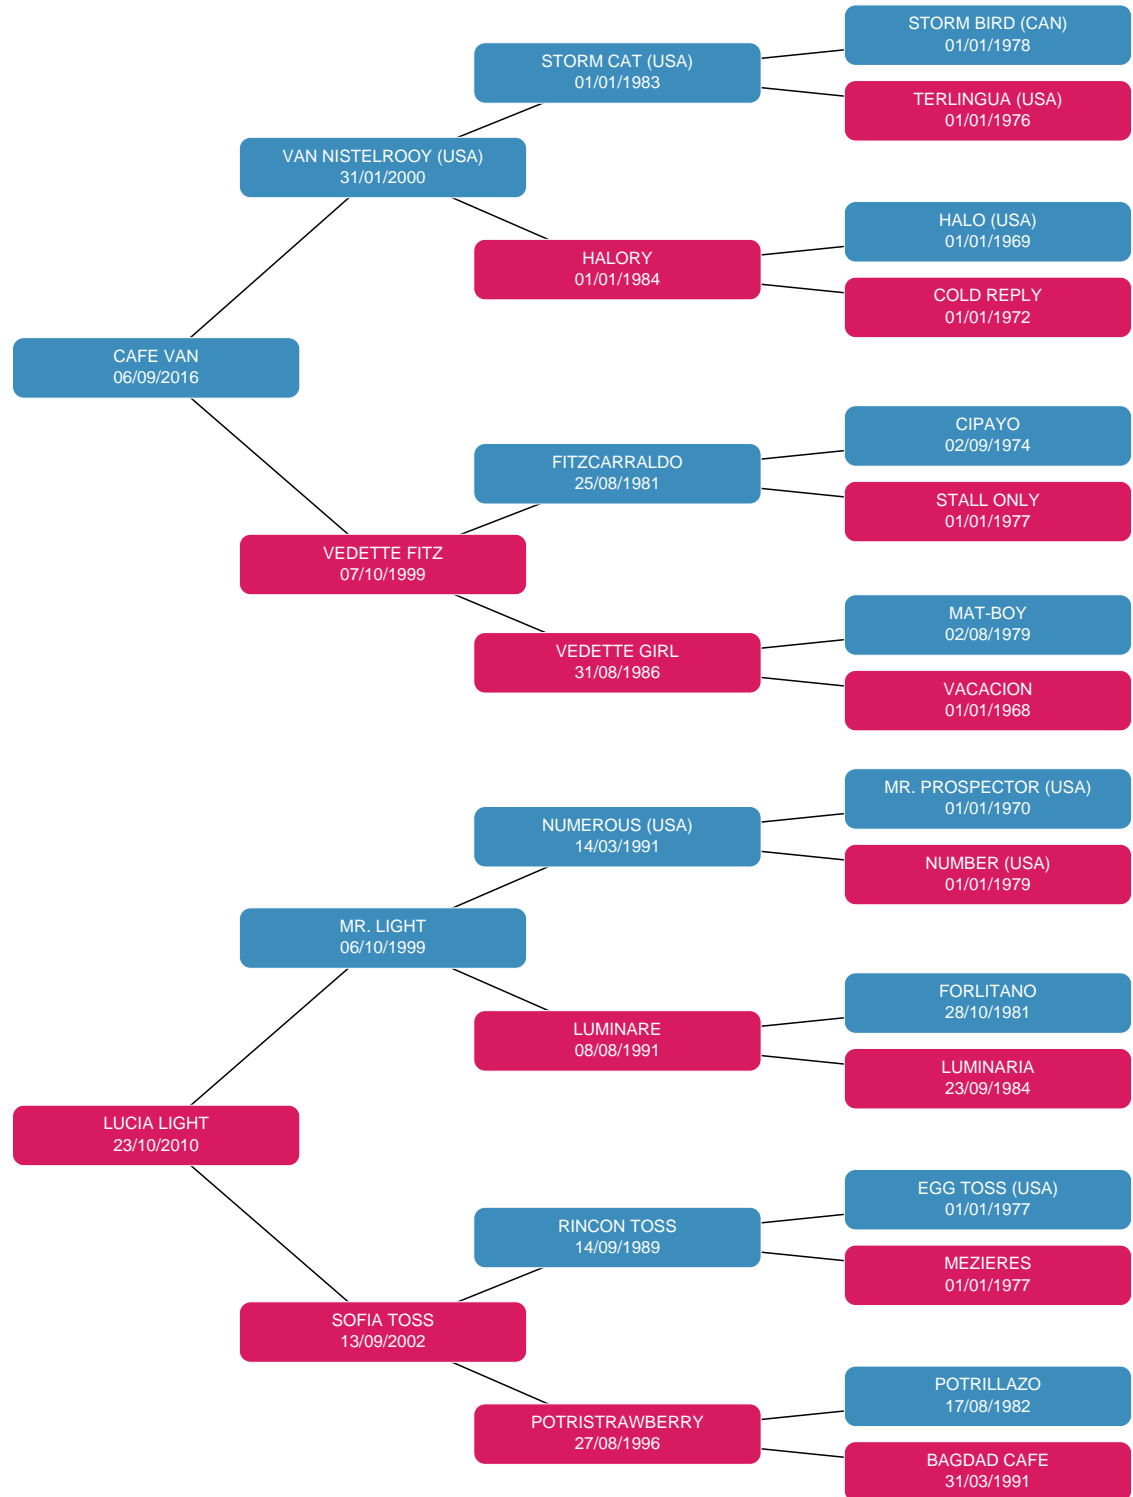 STORM BIRD (CAN)
01/01/1978
STORM CAT (USA)
01/01/1983
TERLINGUA (USA)
01/01/1976
VAN NISTELROOY (USA)
31/01/2000
HALO (USA)
01/01/1969
HALORY
01/01/1984
COLD REPLY
01/01/1972
CAFE VAN
06/09/2016
CIPAYO
02/09/1974
FITZCARRALDO
25/08/1981
STALL ONLY
01/01/1977
VEDETTE FITZ
07/10/1999
MAT-BOY
02/08/1979
VEDETTE GIRL
31/08/1986
VACACION
01/01/1968
MR. PROSPECTOR (USA)
01/01/1970
NUMEROUS (USA)
14/03/1991
NUMBER (USA)
01/01/1979
MR. LIGHT
06/10/1999
FORLITANO
28/10/1981
LUMINARE
08/08/1991
LUMINARIA
23/09/1984
LUCIA LIGHT
23/10/2010
EGG TOSS (USA)
01/01/1977
RINCON TOSS
14/09/1989
MEZIERES
01/01/1977
SOFIA TOSS
13/09/2002
POTRILLAZO
17/08/1982
POTRISTRAWBERRY
27/08/1996
BAGDAD CAFE
31/03/1991